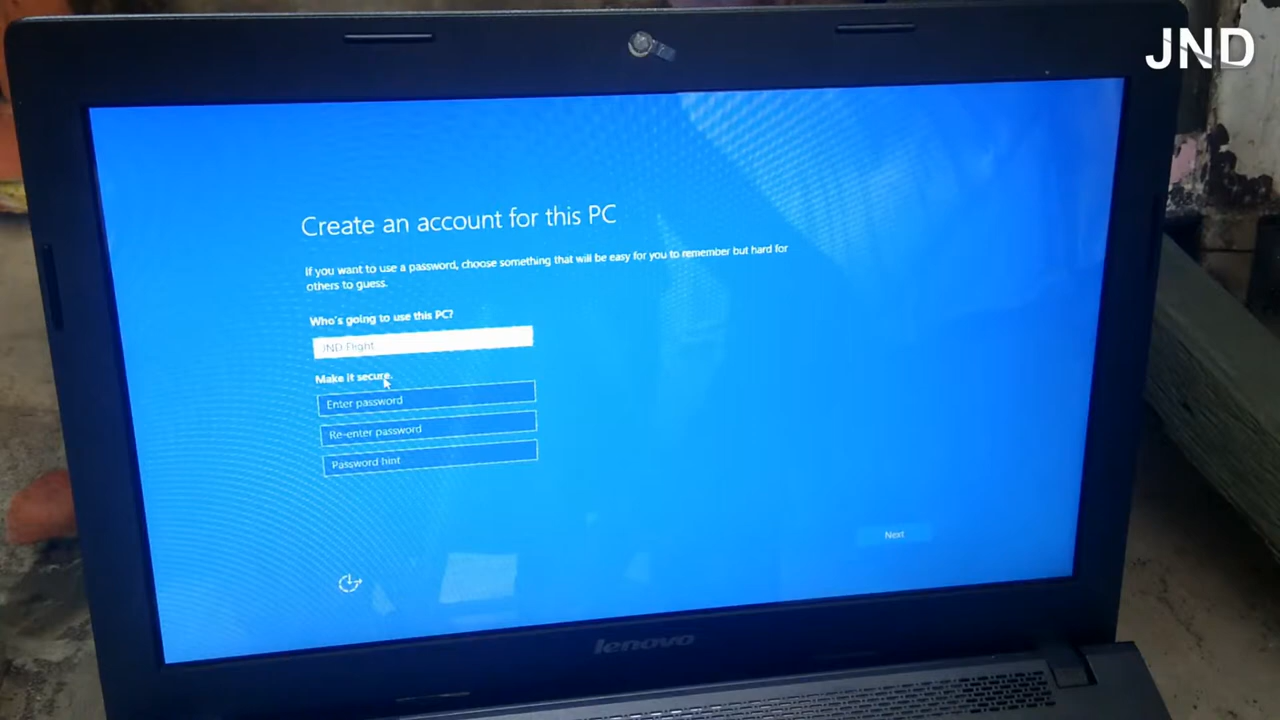 JND
Create an account for this PC
If you want to use a password, choose something that will be easy for you to remember but hard for
others to guess.
Who's going to use this PC?
JND Dight
Make it secure.
Enter password
Re-enter password
Password hint
Next
lenovo